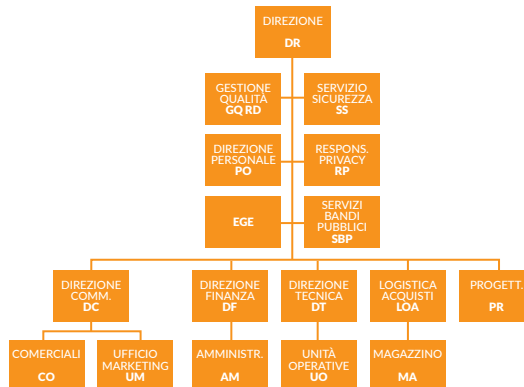 DIREZIONE
DR
GESTIONE
QUALITÀ
GQ RD
SERVIZIO
SICUREZZA
SS
DIREZIONE
PERSONALE
PO
RESPONS.
PRIVACY
RP
EGE
SERVIZI
BANDI
PUBBLICI
SBP
DIREZIONE
COMM.
DC
DIREZIONE
FINANZA
DF
DIREZIONE
TECNICA
DT
LOGISTICA
ACQUISTI
LOA
PROGETT.
PR
COMERCIALI
CO
UFFICIO
MARKETING
UM
AMMINISTR.
AM
UNITÀ
OPERATIVE
UO
MAGAZZINO
MA